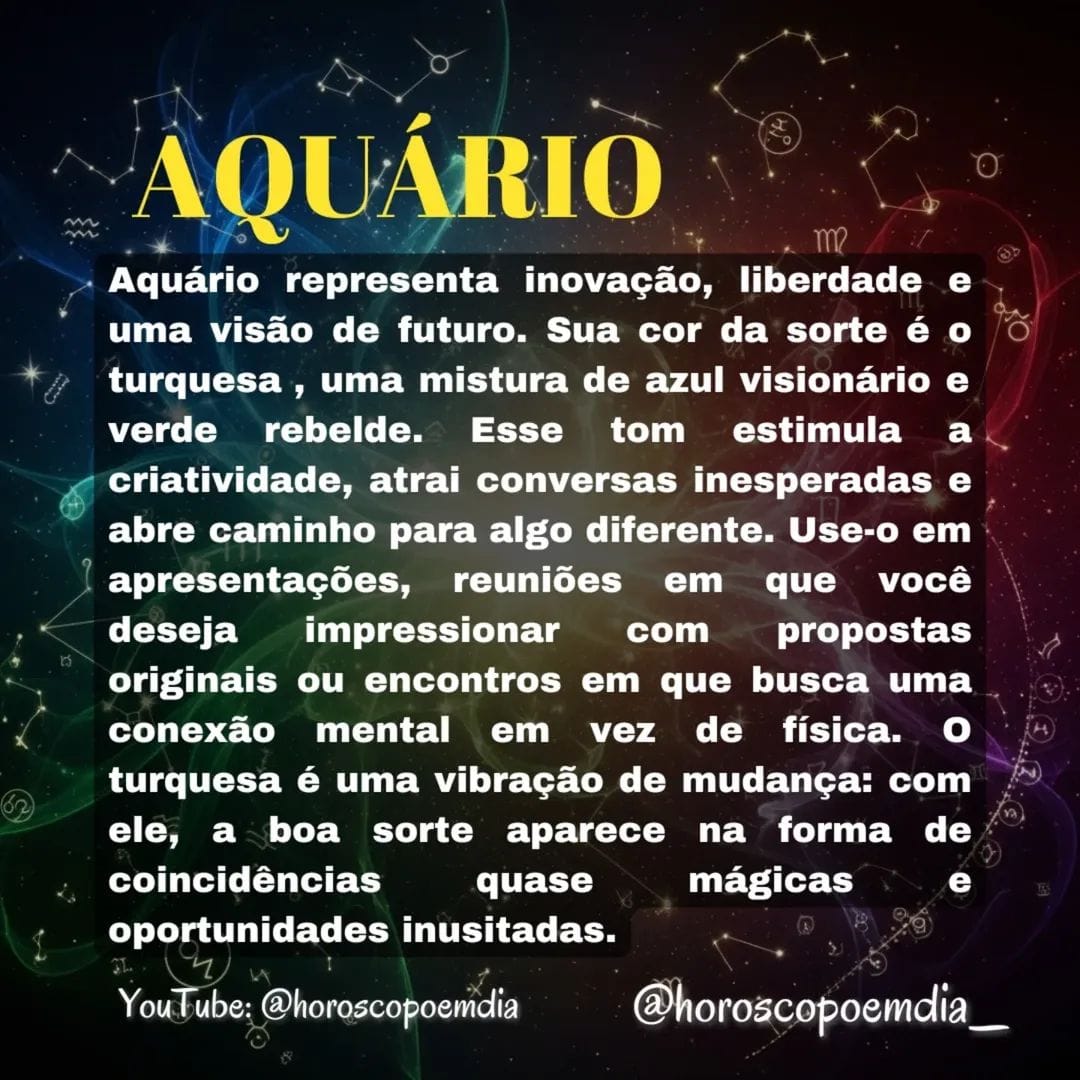 AQUÁRIO
Aquário representa inovação, liberdade e
uma visão de futuro. Sua cor da sorte é o
turquesa , uma mistura de azul visionário e
verde rebelde. Esse tom estimula a
criatividade, atrai conversas inesperadas e
abre caminho para algo diferente. Use-o em
apresentações, reuniões em que você
deseja impressionar com propostas
originais ou encontros em que busca uma
conexão mental em vez de física. O
turquesa é uma vibração de mudança: com
ele, a boa sorte aparece na forma de
coincidências quase mágicas e
oportunidades inusitadas.
YouTube: @horoscopoemdia
@horoscopoemdia_